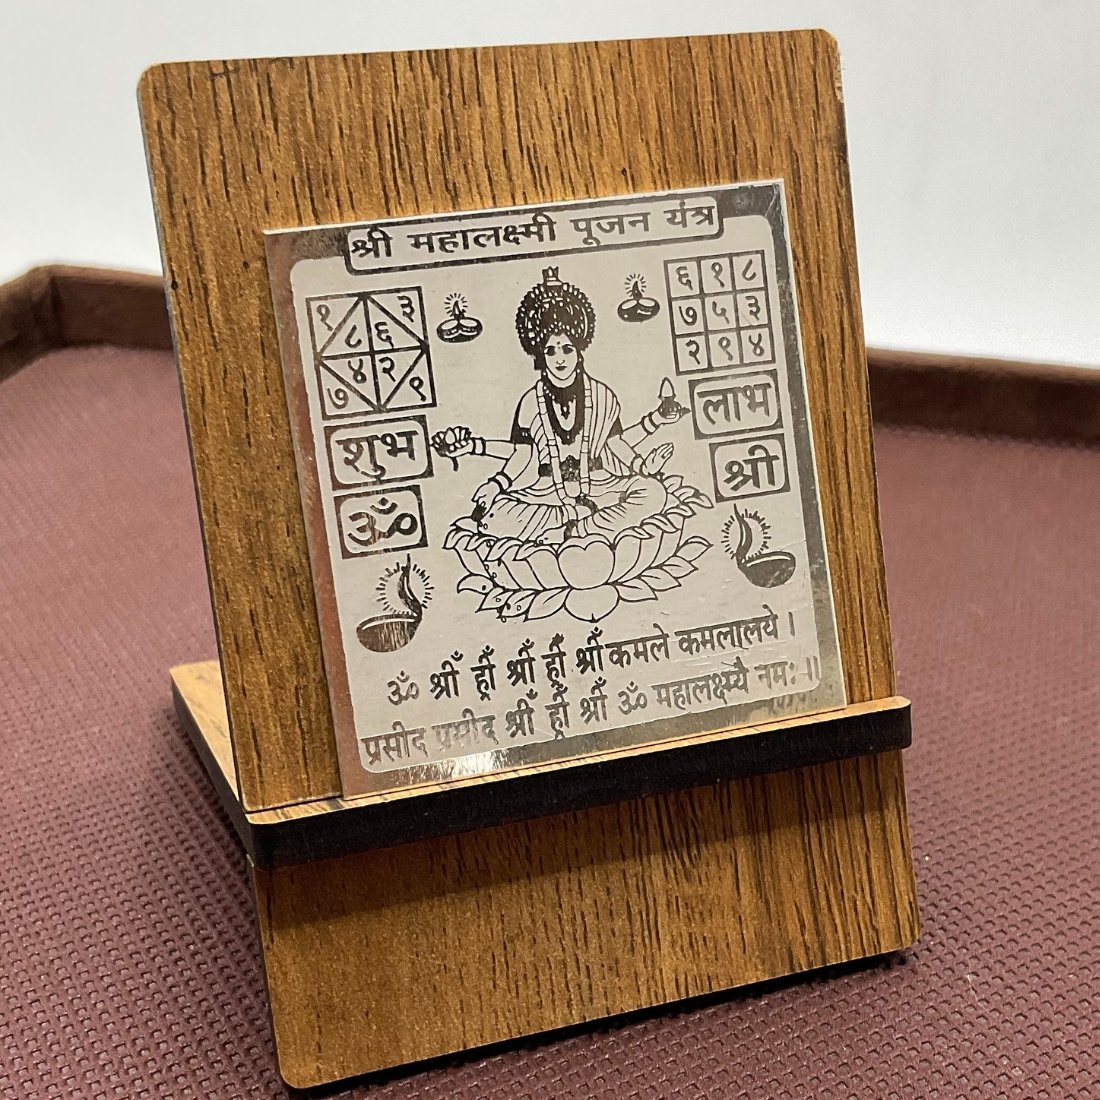 श्री महालक्ष्मी पूजन यंत्र
१ ३
८ ६
४ २
७ ९
६ १ ८
७ ५ ३
२ ९ ४
शुभ
लाभ
ॐ
श्री
ॐ श्रीँ ह्रीँ श्रीँ ह्रीँ श्रीँ कमले कमलालये ।
प्रसीद प्रसीद श्रीँ ह्रीँ श्रीँ ॐ महालक्ष्म्यै नमः ॥